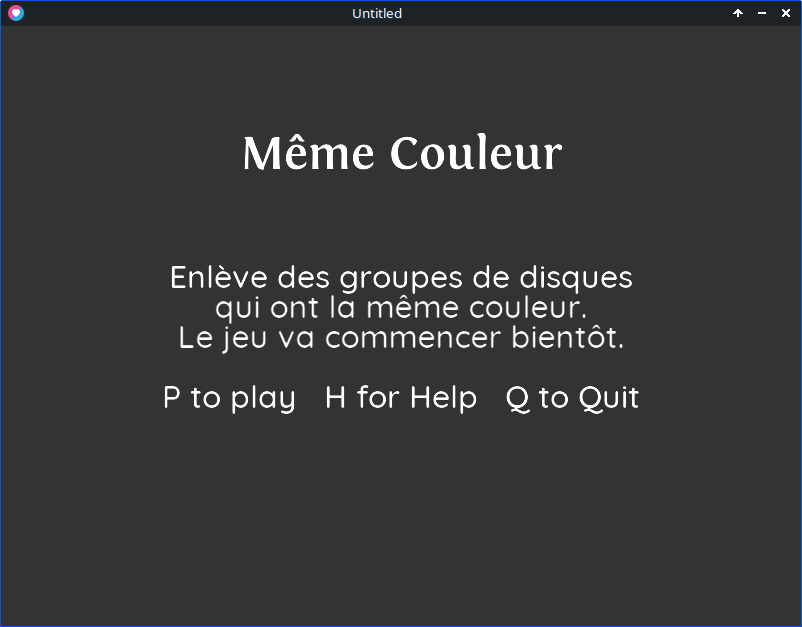 Untitled
Même Couleur
Enlève des groupes de disques
qui ont la même couleur.
Le jeu va commencer bientôt.
P to play H for Help Q to Quit